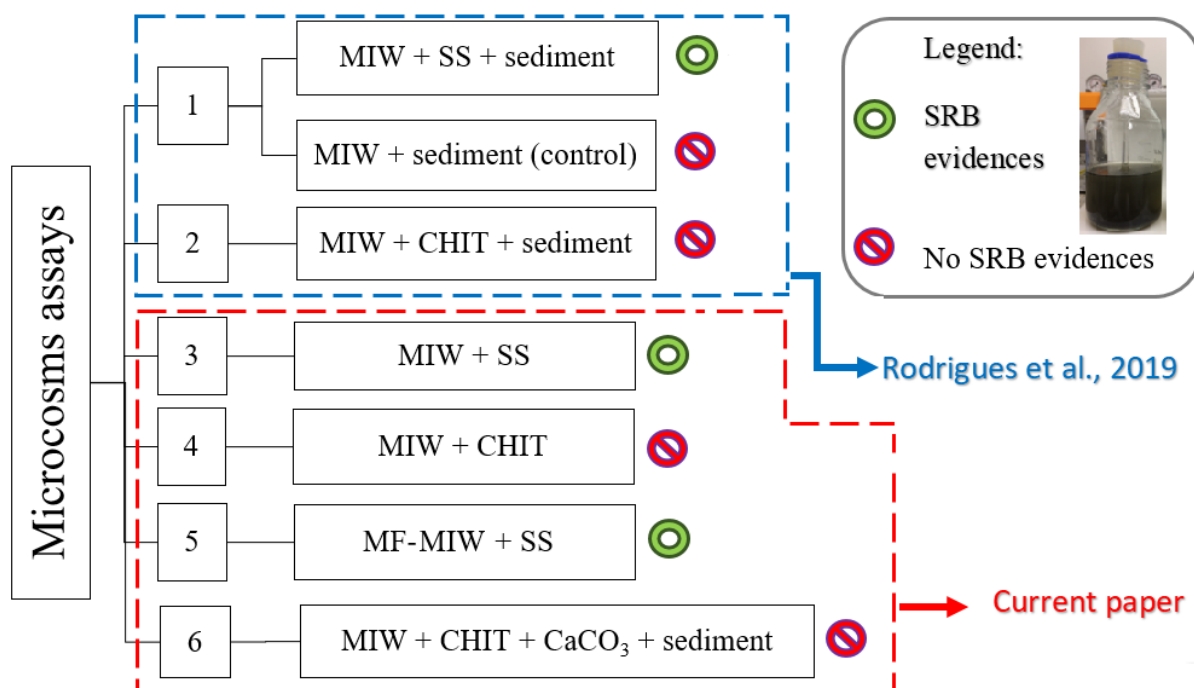 Microcosms assays
1
MIW + SS + sediment
MIW + sediment (control)
2
MIW + CHIT + sediment
3
MIW + SS
4
MIW + CHIT
5
MF-MIW + SS
6
MIW + CHIT + CaCO₃ + sediment
Legend:
SRB
evidences
No SRB evidences
Rodrigues et al., 2019
Current paper